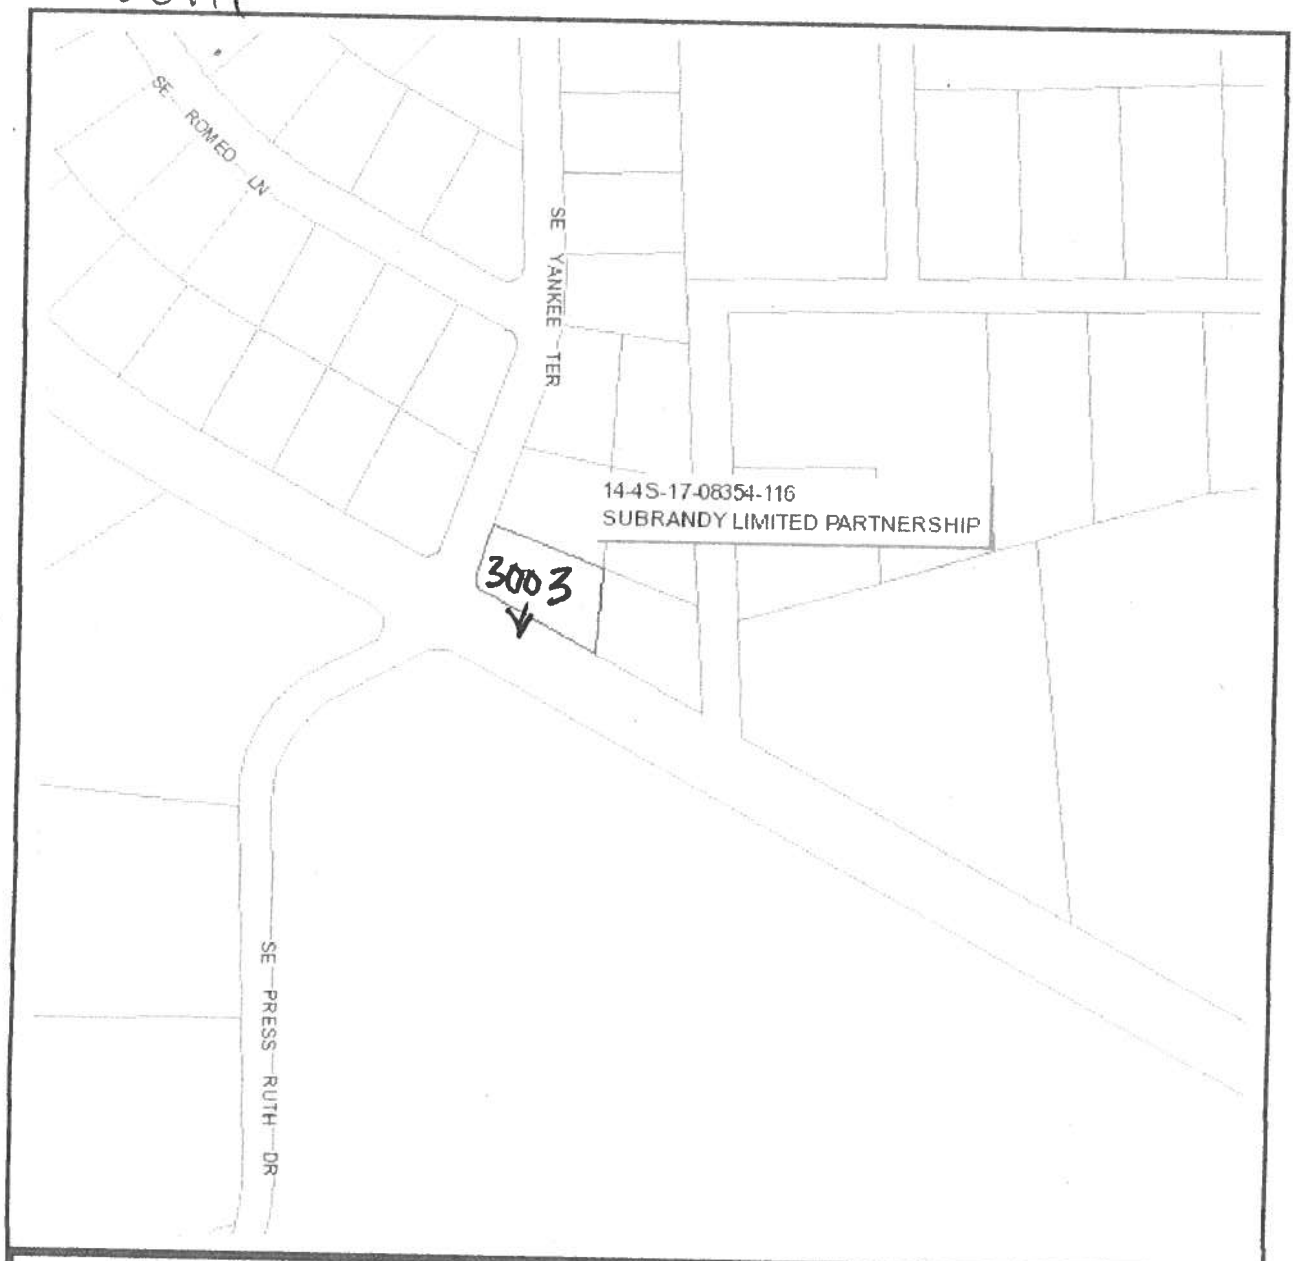 SE ROMEO LN
SE YANKEE TER
14-4S-17-08354-116
SUBRANDY LIMITED PARTNERSHIP
3003
SE PRESS RUTH DR